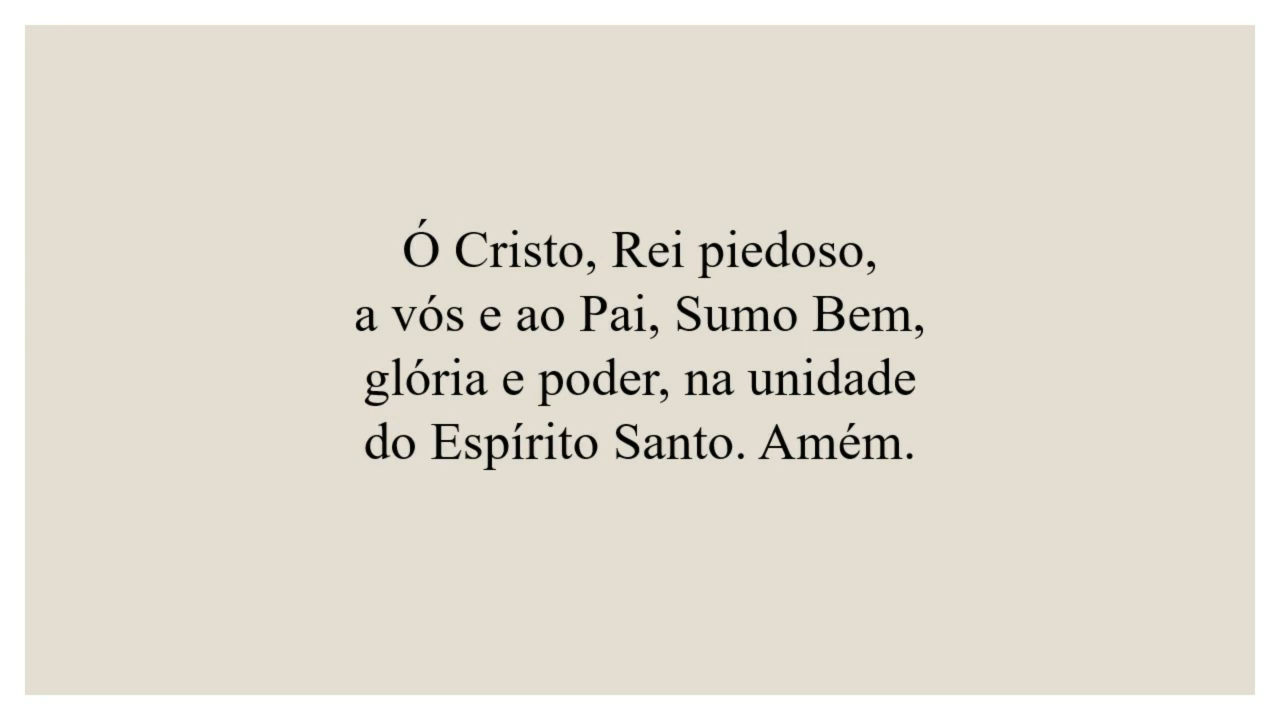 Ó Cristo, Rei piedoso,
a vós e ao Pai, Sumo Bem,
glória e poder, na unidade
do Espírito Santo. Amém.